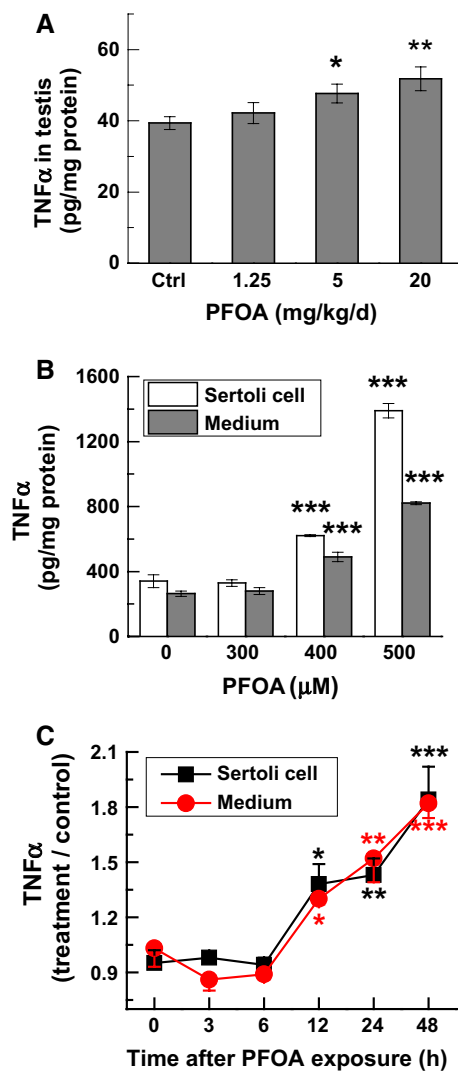 A
TNFα in testis
(pg/mg protein)
60
40
20
0
*
**
Ctrl 1.25 5 20
PFOA (mg/kg/d)
B
TNFα
(pg/mg protein)
1600
1200
800
400
0
Sertoli cell
Medium
***
***
***
***
0 300 400 500
PFOA (μM)
C
TNFα
(treatment / control)
2.1
1.8
1.5
1.2
0.9
Sertoli cell
Medium
***
***
**
**
*
*
0 3 6 12 24 48
Time after PFOA exposure (h)